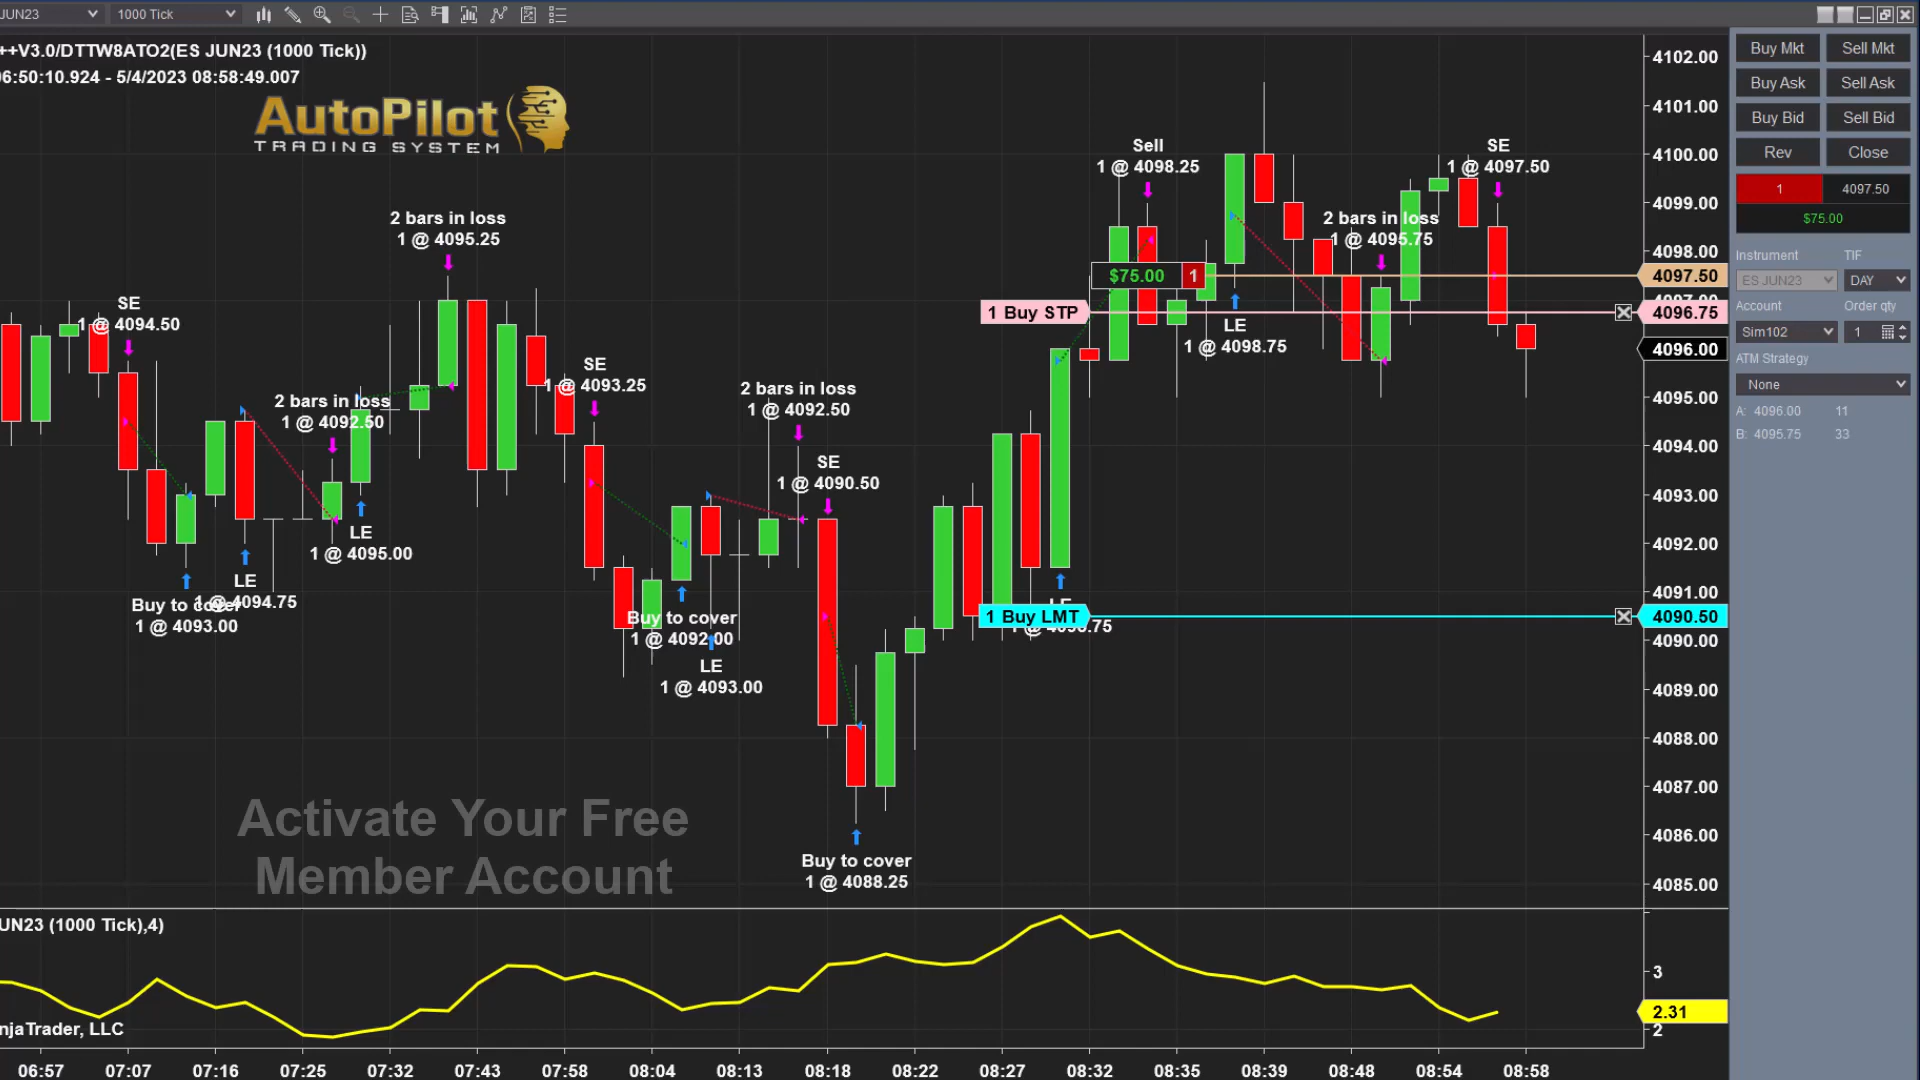 JUN23
1000 Tick
++V3.0/DTTW8ATO2(ES JUN23 (1000 Tick))
6:50:10.924 - 5/4/2023 08:58:49.007
AutoPilot
TRADING SYSTEM
SE
1 @ 4094.50
Buy to cover
1 @ 4093.00
LE
1 @ 4094.75
2 bars in loss
1 @ 4092.50
LE
1 @ 4095.00
2 bars in loss
1 @ 4095.25
SE
1 @ 4093.25
Buy to cover
1 @ 4092.00
LE
1 @ 4093.00
2 bars in loss
1 @ 4092.50
SE
1 @ 4090.50
Buy to cover
1 @ 4088.25
LE
Sell
1 @ 4098.25
LE
1 @ 4098.75
2 bars in loss
1 @ 4095.75
SE
1 @ 4097.50
$75.00 1
1 Buy STP
1 Buy LMT
4102.00
4101.00
4100.00
4099.00
4098.00
4097.50
4096.75
4096.00
4095.00
4094.00
4093.00
4092.00
4091.00
4090.50
4090.00
4089.00
4088.00
4087.00
4086.00
4085.00
Activate Your Free
Member Account
UN23 (1000 Tick),4)
3
2.31
2
njaTrader, LLC
06:57 07:07 07:16 07:25 07:32 07:43 07:58 08:04 08:13 08:18 08:22 08:27 08:32 08:35 08:39 08:48 08:54 08:58
Buy Mkt Sell Mkt
Buy Ask Sell Ask
Buy Bid Sell Bid
Rev Close
1 4097.50
$75.00
Instrument TIF
ES JUN23 DAY
Account Order qty
Sim102 1
ATM Strategy
None
A: 4096.00 11
B: 4095.75 33